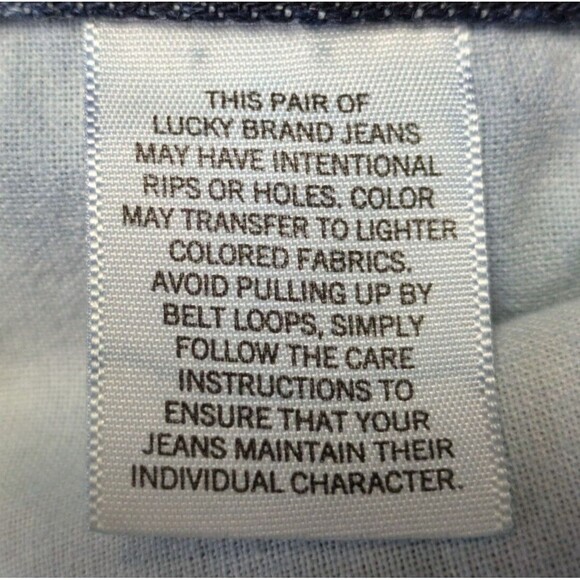 THIS PAIR OF
LUCKY BRAND JEANS
MAY HAVE INTENTIONAL
RIPS OR HOLES. COLOR
MAY TRANSFER TO LIGHTER
COLORED FABRICS.
AVOID PULLING UP BY
BELT LOOPS, SIMPLY
FOLLOW THE CARE
INSTRUCTIONS TO
ENSURE THAT YOUR
JEANS MAINTAIN THEIR
INDIVIDUAL CHARACTER.